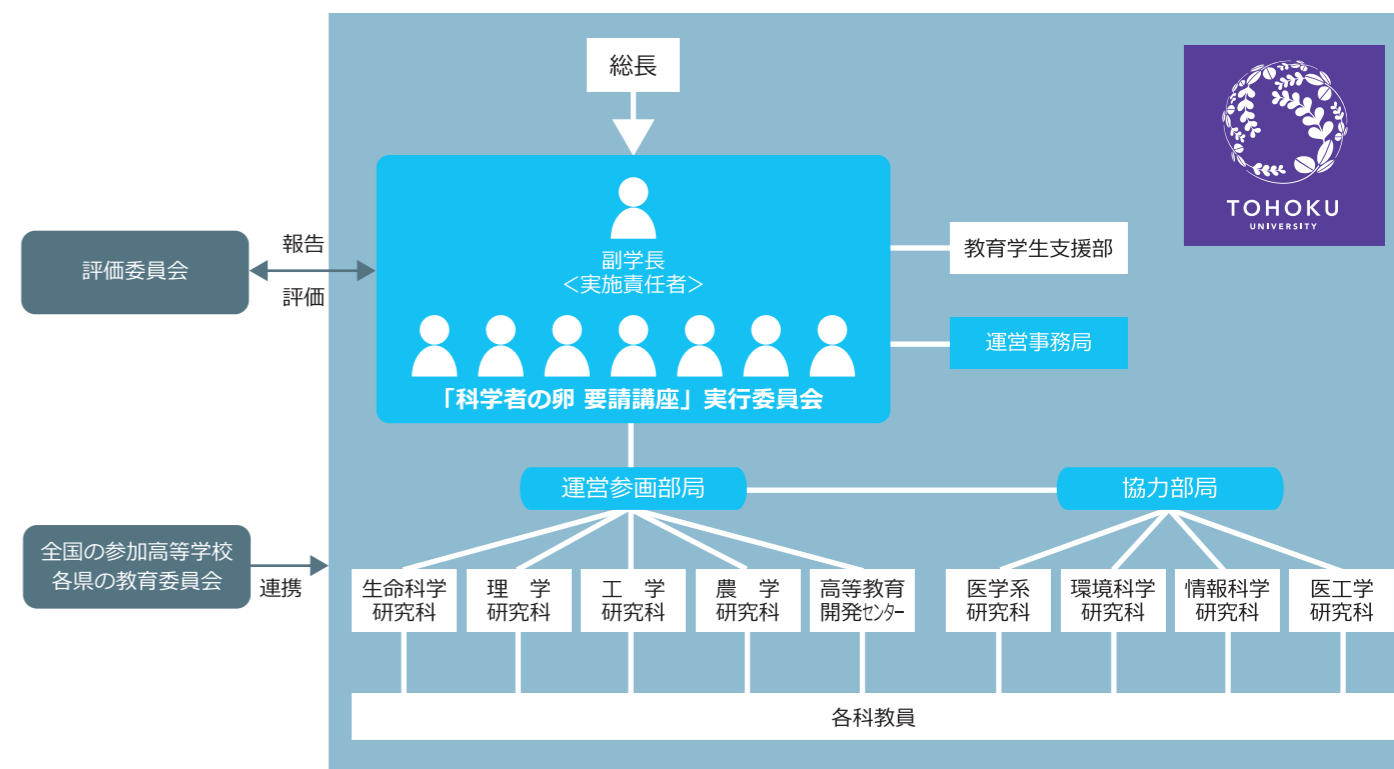 総長
TOHOKU
UNIVERSITY
副学長
＜実施責任者＞
「科学者の卵 要請講座」実行委員会
教育学生支援部
運営事務局
評価委員会
報告
評価
運営参画部局
協力部局
全国の参加高等学校
各県の教育委員会
連携
生命科学
研究科
理　学
研究科
工　学
研究科
農　学
研究科
高等教育
開発ｾﾝﾀｰ
医学系
研究科
環境科学
研究科
情報科学
研究科
医工学
研究科
各科教員